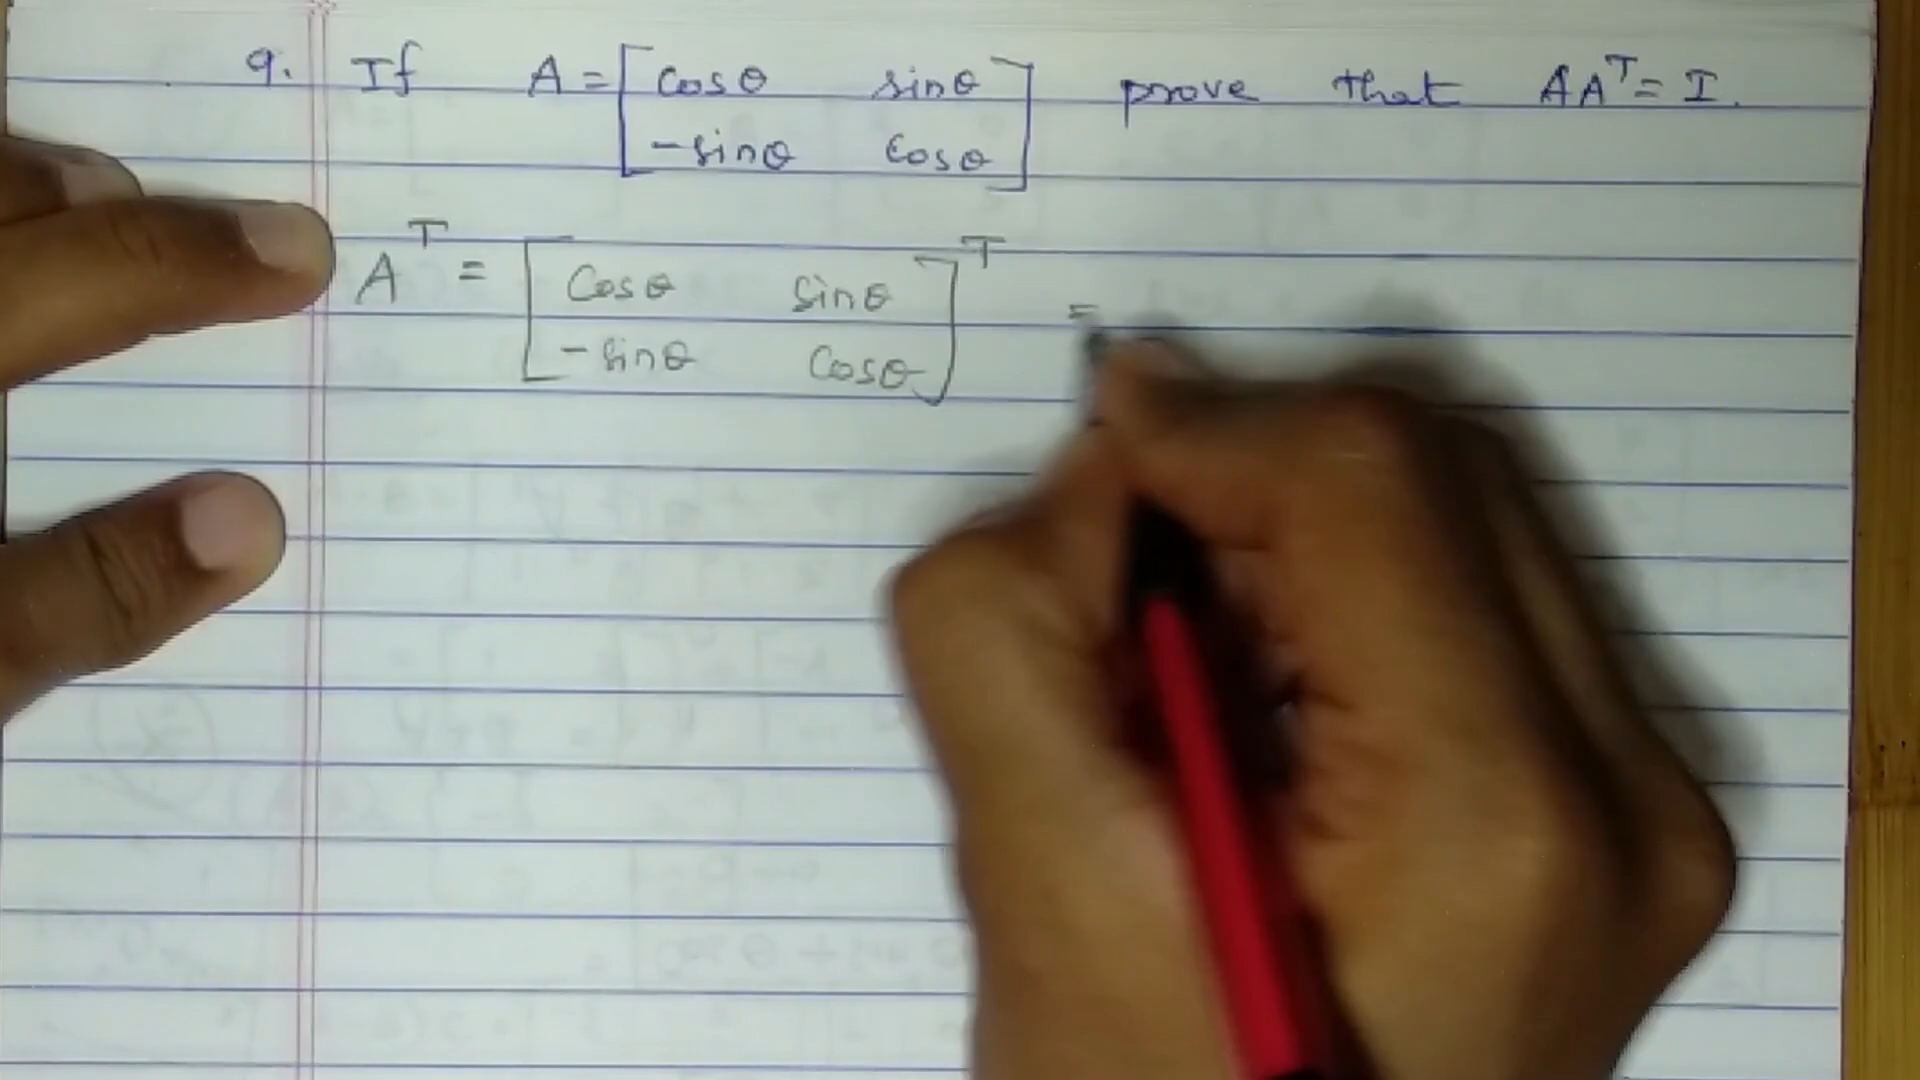 9. If A = [cosθ sinθ prove that AA^T = I.
-sinθ cosθ]
A^T = [Cosθ sinθ]^T =
-sinθ Cosθ